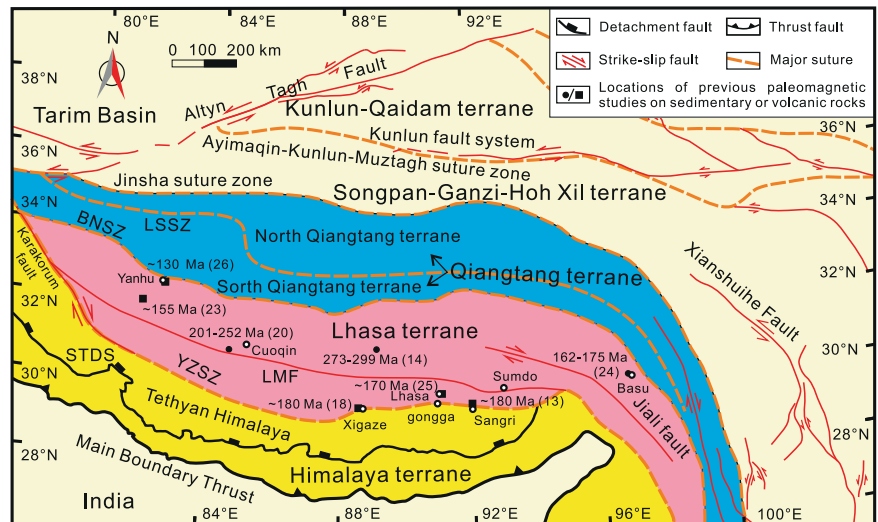 80°E
84°E
88°E
92°E
N
0 100 200 km
Detachment fault
Thrust fault
Strike-slip fault
Major suture
Locations of previous paleomagnetic
studies on sedimentary or volcanic rocks
38°N
Tarim Basin
Altyn Tagh Fault
Kunlun-Qaidam terrane
36°N
36°N
Kunlun fault system
Ayimaqin-Kunlun-Muztagh suture zone
Jinsha suture zone
Songpan-Ganzi-Hoh Xil terrane
34°N
34°N
LSSZ
BNSZ
North Qiangtang terrane
Karakorum
fault
~130 Ma (26)
Yanhu
Qiangtang terrane
Sorth Qiangtang terrane
Xianshuihe Fault
32°N
32°N
~155 Ma (23)
Lhasa terrane
201-252 Ma (20)
Cuoqin
273-299 Ma (14)
162-175 Ma
(24)
Basu
30°N
30°N
STDS
YZSZ
LMF
Sumdo
~170 Ma (25)
Lhasa
~180 Ma (18)
~180 Ma (13)
Xigaze
gongga
Sangri
Jiali fault
Tethyan Himalaya
28°N
28°N
Main Boundary Thrust
Himalaya terrane
India
84°E
88°E
92°E
96°E
100°E